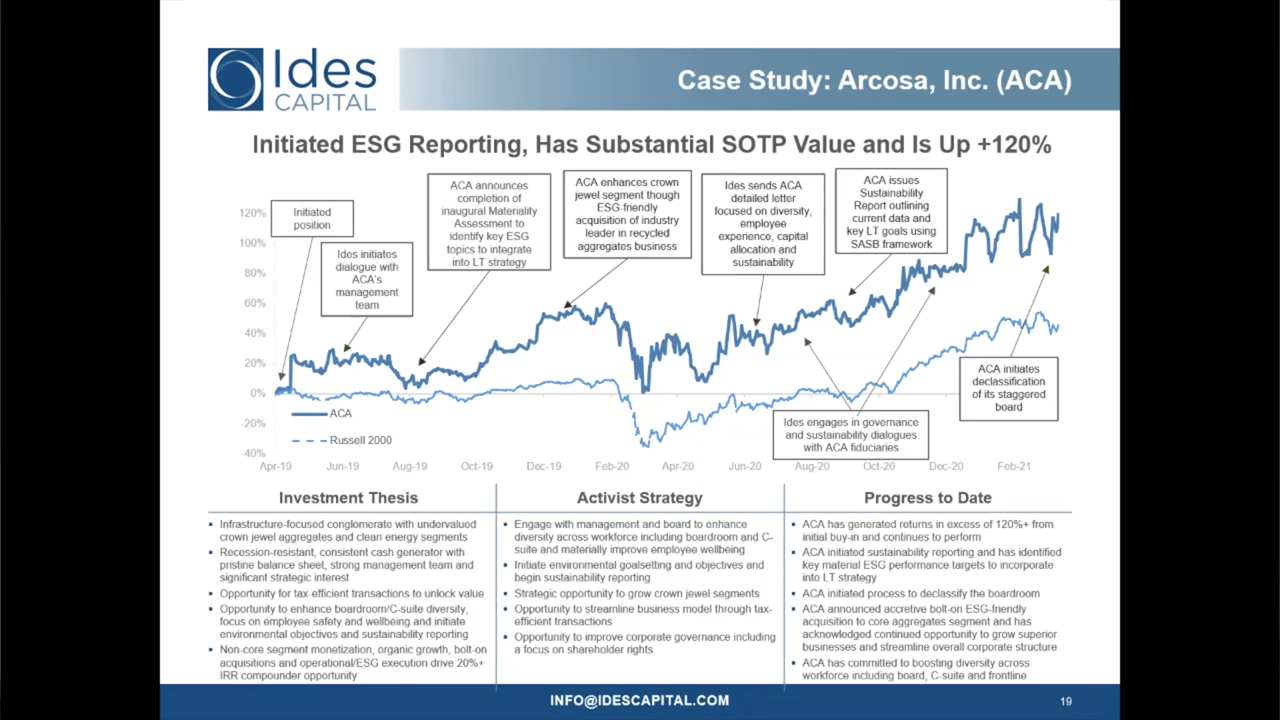 Ides
CAPITAL
Case Study: Arcosa, Inc. (ACA)
Initiated ESG Reporting, Has Substantial SOTP Value and Is Up +120%
Initiated
position
Ides initiates
dialogue with
ACA's
management
team
ACA announces
completion of
inaugural Materiality
Assessment to
identify key ESG
topics to integrate
into LT strategy
ACA enhances crown
jewel segment though
ESG-friendly
acquisition of industry
leader in recycled
aggregates business
Ides sends ACA
detailed letter
focused on diversity,
employee
experience, capital
allocation and
sustainability
ACA issues
Sustainability
Report outlining
current data and
key LT goals using
SASB framework
120%
100%
80%
60%
40%
20%
0%
-20%
-40%
ACA
Russell 2000
Ides engages in governance
and sustainability dialogues
with ACA fiduciaries
ACA initiates
declassification
of its staggered
board
Apr-19 Jun-19 Aug-19 Oct-19 Dec-19 Feb-20 Apr-20 Jun-20 Aug-20 Oct-20 Dec-20 Feb-21
Investment Thesis
▪ Infrastructure-focused conglomerate with undervalued
crown jewel aggregates and clean energy segments
▪ Recession-resistant, consistent cash generator with
pristine balance sheet, strong management team and
significant strategic interest
▪ Opportunity for tax-efficient transactions to unlock value
▪ Opportunity to enhance boardroom/C-suite diversity,
focus on employee safety and wellbeing and initiate
environmental objectives and sustainability reporting
▪ Non-core segment monetization, organic growth, bolt-on
acquisitions and operational/ESG execution drive 20%+
IRR compounder opportunity
Activist Strategy
▪ Engage with management and board to enhance
diversity across workforce including boardroom and C-
suite and materially improve employee wellbeing
▪ Initiate environmental goalsetting and objectives and
begin sustainability reporting
▪ Strategic opportunity to grow crown jewel segments
▪ Opportunity to streamline business model through tax-
efficient transactions
▪ Opportunity to improve corporate governance including
a focus on shareholder rights
Progress to Date
▪ ACA has generated returns in excess of 120%+ from
initial buy-in and continues to perform
▪ ACA initiated sustainability reporting and has identified
key material ESG performance targets to incorporate
into LT strategy
▪ ACA initiated process to declassify the boardroom
▪ ACA announced accretive bolt-on ESG-friendly
acquisition to core aggregates segment and has
acknowledged continued opportunity to grow superior
businesses and streamline overall corporate structure
▪ ACA has committed to boosting diversity across
workforce including board, C-suite and frontline
INFO@IDESCAPITAL.COM
19